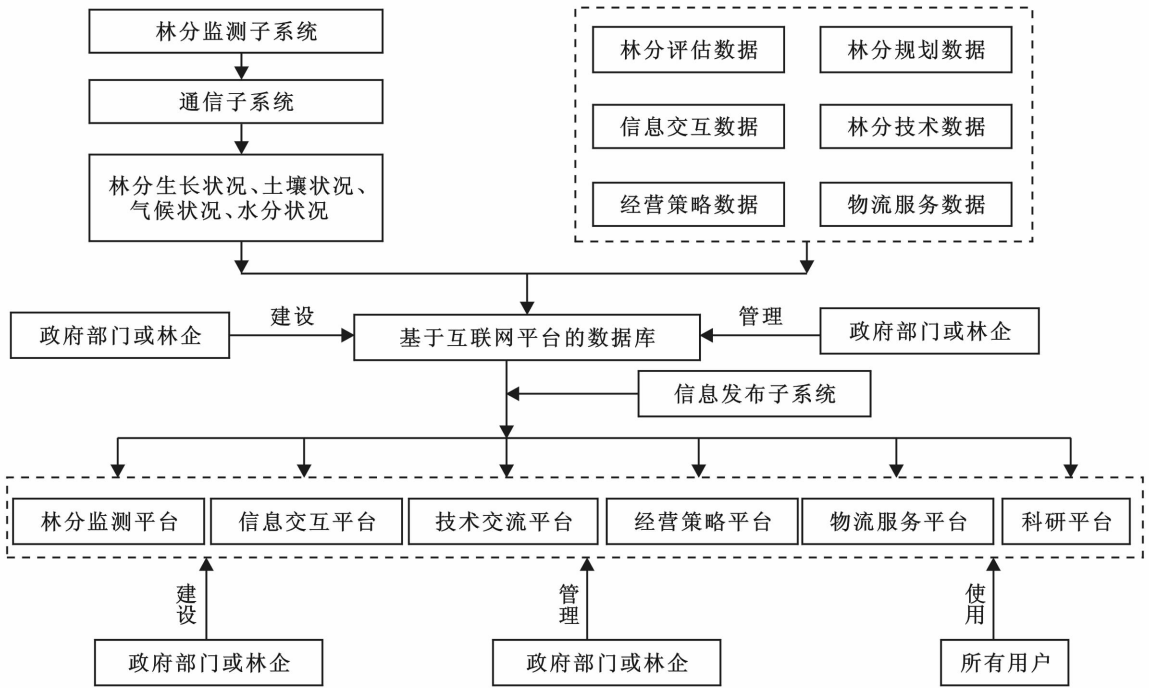 林分监测子系统
通信子系统
林分生长状况、土壤状况、
气候状况、水分状况
林分评估数据
林分规划数据
信息交互数据
林分技术数据
经营策略数据
物流服务数据
政府部门或林企
建设
基于互联网平台的数据库
管理
政府部门或林企
信息发布子系统
林分监测平台
信息交互平台
技术交流平台
经营策略平台
物流服务平台
科研平台
建设
管理
使用
政府部门或林企
政府部门或林企
所有用户